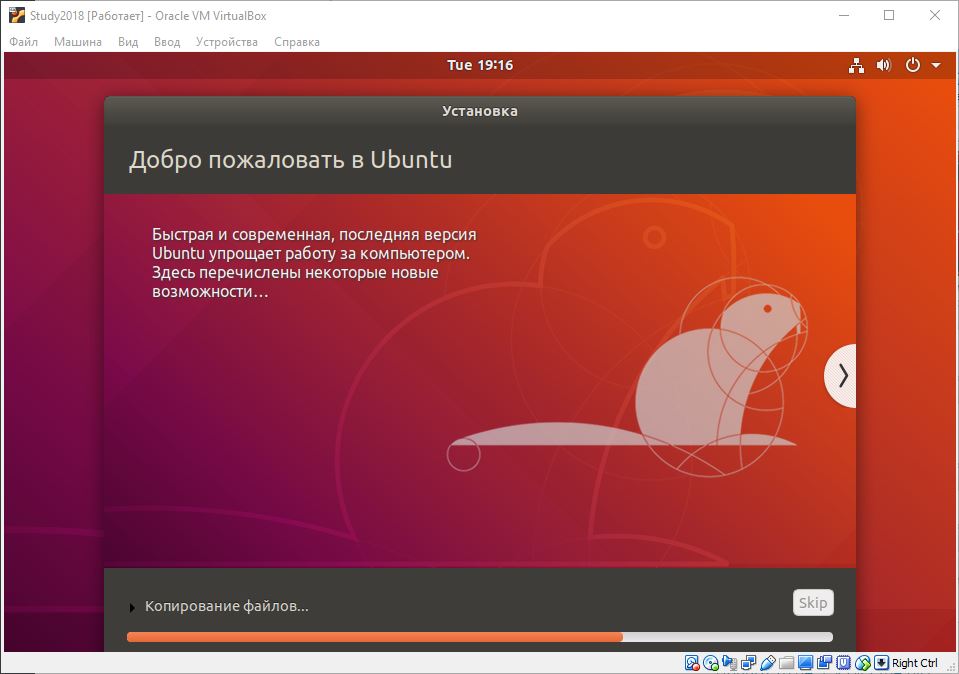 Study2018 [Работает] - Oracle VM VirtualBox
Файл Машина Вид Ввод Устройства Справка
Tue 19:16
Установка
Добро пожаловать в Ubuntu
Быстрая и современная, последняя версия
Ubuntu упрощает работу за компьютером.
Здесь перечислены некоторые новые
возможности...
Копирование файлов...
Skip
Right Ctrl